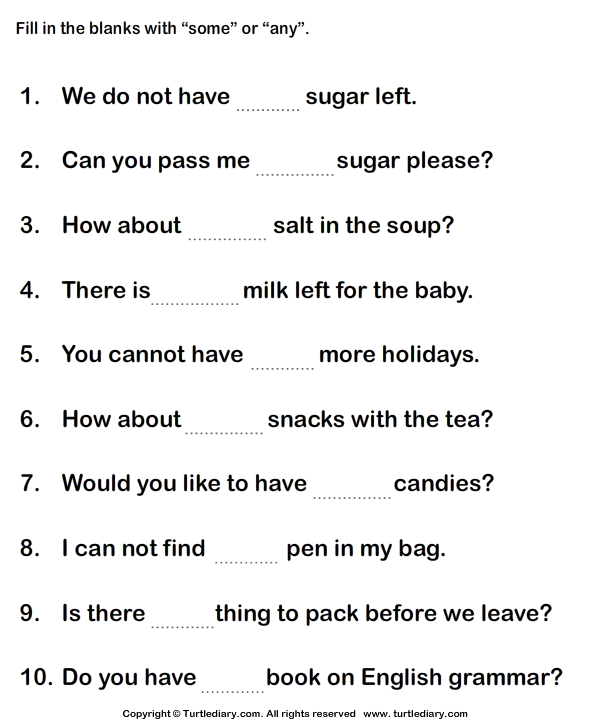 Fill in the blanks with “some” or “any”.
1. We do not have ............ sugar left.
2. Can you pass me ............... sugar please?
3. How about ............... salt in the soup?
4. There is ................. milk left for the baby.
5. You cannot have ............ more holidays.
6. How about ............... snacks with the tea?
7. Would you like to have ............... candies?
8. I can not find ............ pen in my bag.
9. Is there ............thing to pack before we leave?
10. Do you have ............ book on English grammar?
Copyright © Turtlediary.com. All rights reserved www.turtlediary.com